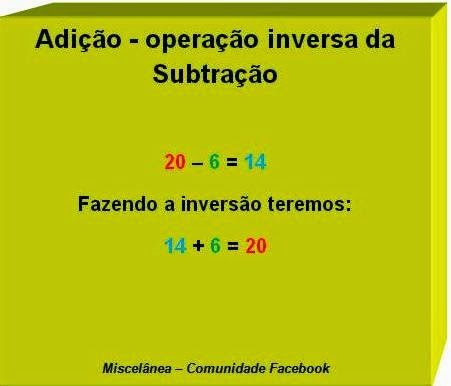 Adição - operação inversa da
Subtração
20 – 6 = 14
Fazendo a inversão teremos:
14 + 6 = 20
Miscelânea – Comunidade Facebook